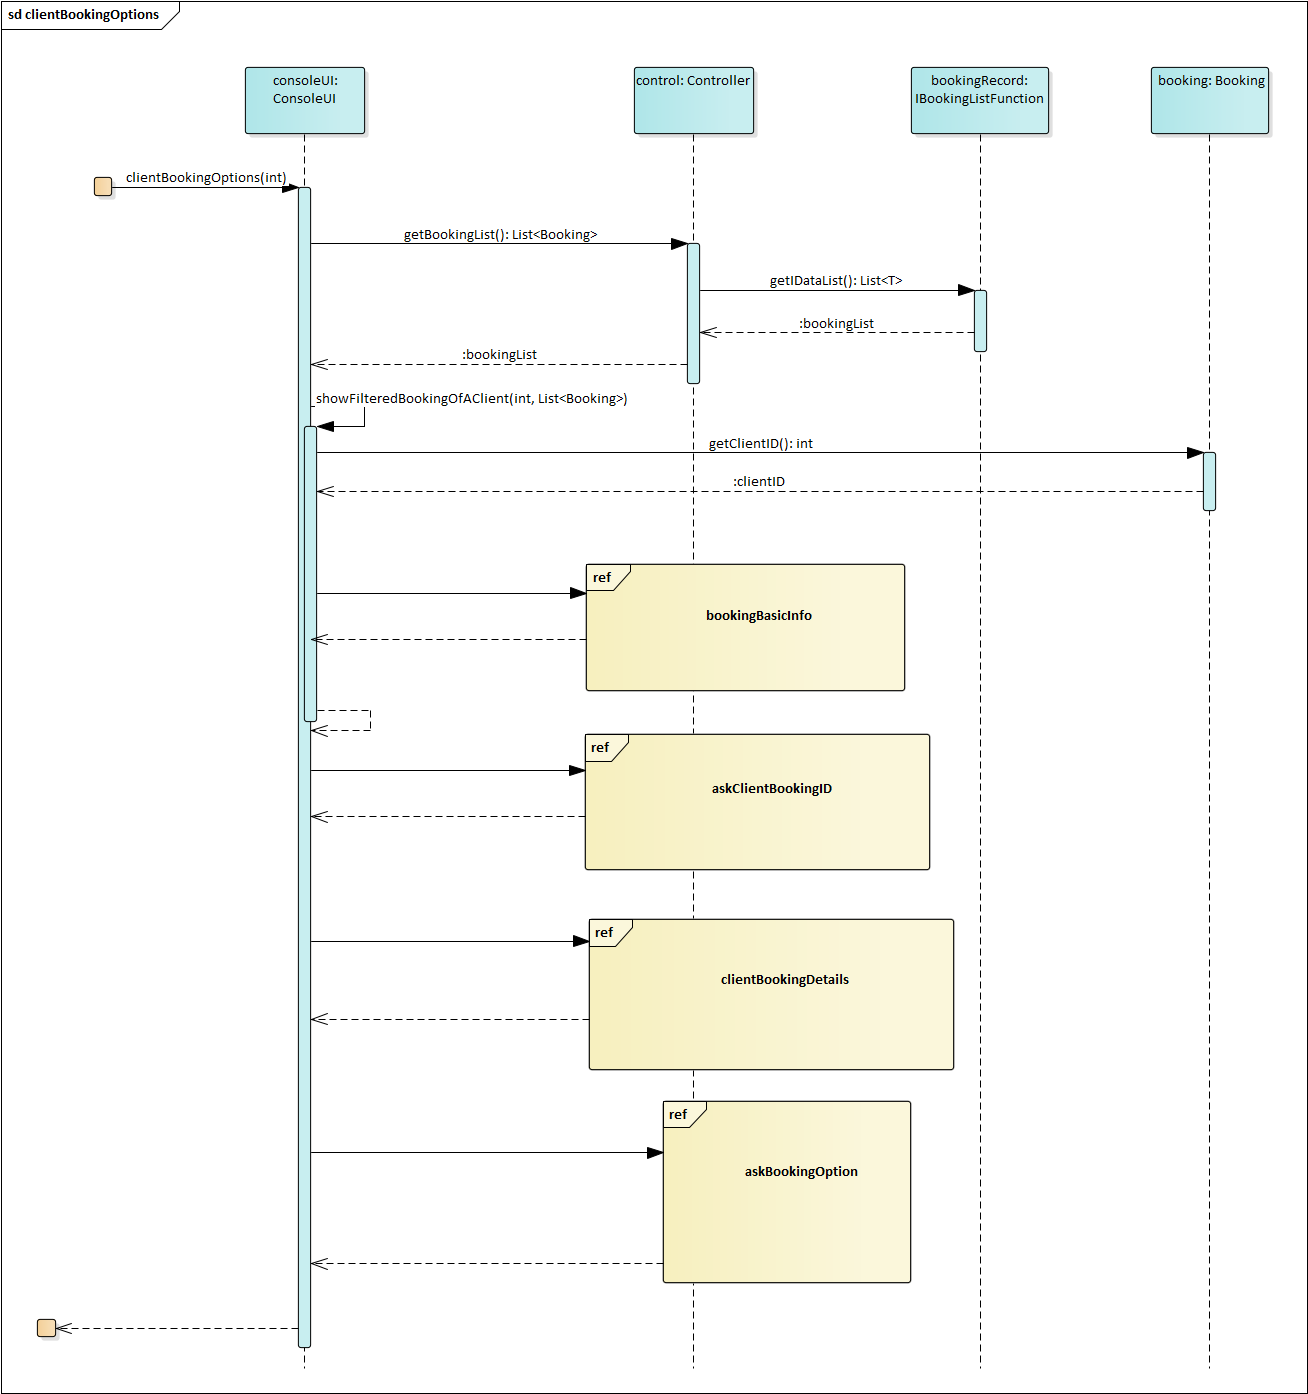 sd clientBookingOptions
consoleUI:
ConsoleUI
control: Controller
bookingRecord:
IBookingListFunction
booking: Booking
clientBookingOptions(int)
getBookingList(): List<Booking>
getIDataList(): List<T>
:bookingList
:bookingList
showFilteredBookingOfAClient(int, List<Booking>)
getClientID(): int
:clientID
ref
bookingBasicInfo
ref
askClientBookingID
ref
clientBookingDetails
ref
askBookingOption